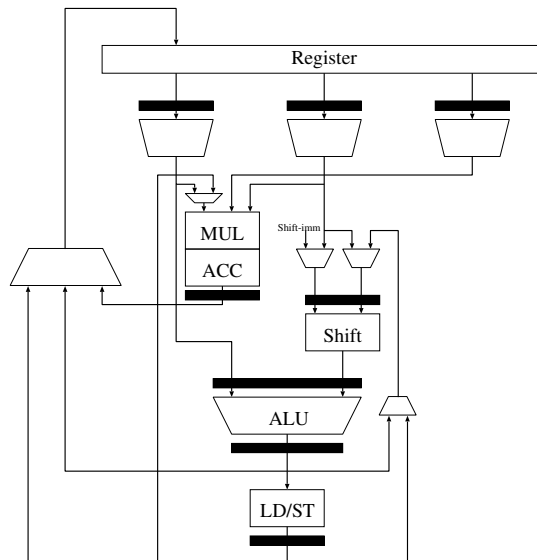 Register
MUL
Shift-imm
ACC
Shift
ALU
LD/ST